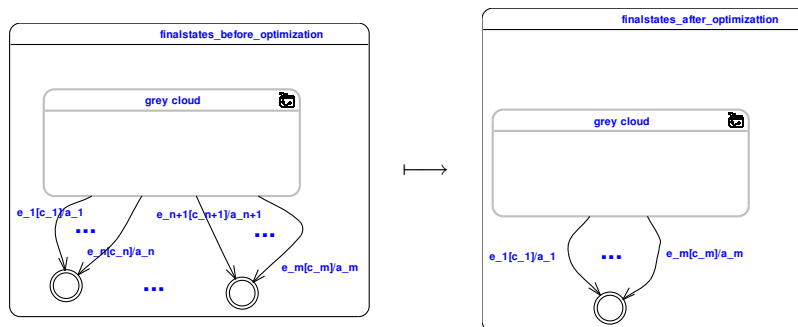 finalstates_before_optimization
grey cloud
e_1[c_1]/a_1
...
e_n[c_n]/a_n
e_n+1[c_n+1]/a_n+1
...
e_m[c_m]/a_m
...
finalstates_after_optimizattion
grey cloud
e_1[c_1]/a_1
...
e_m[c_m]/a_m